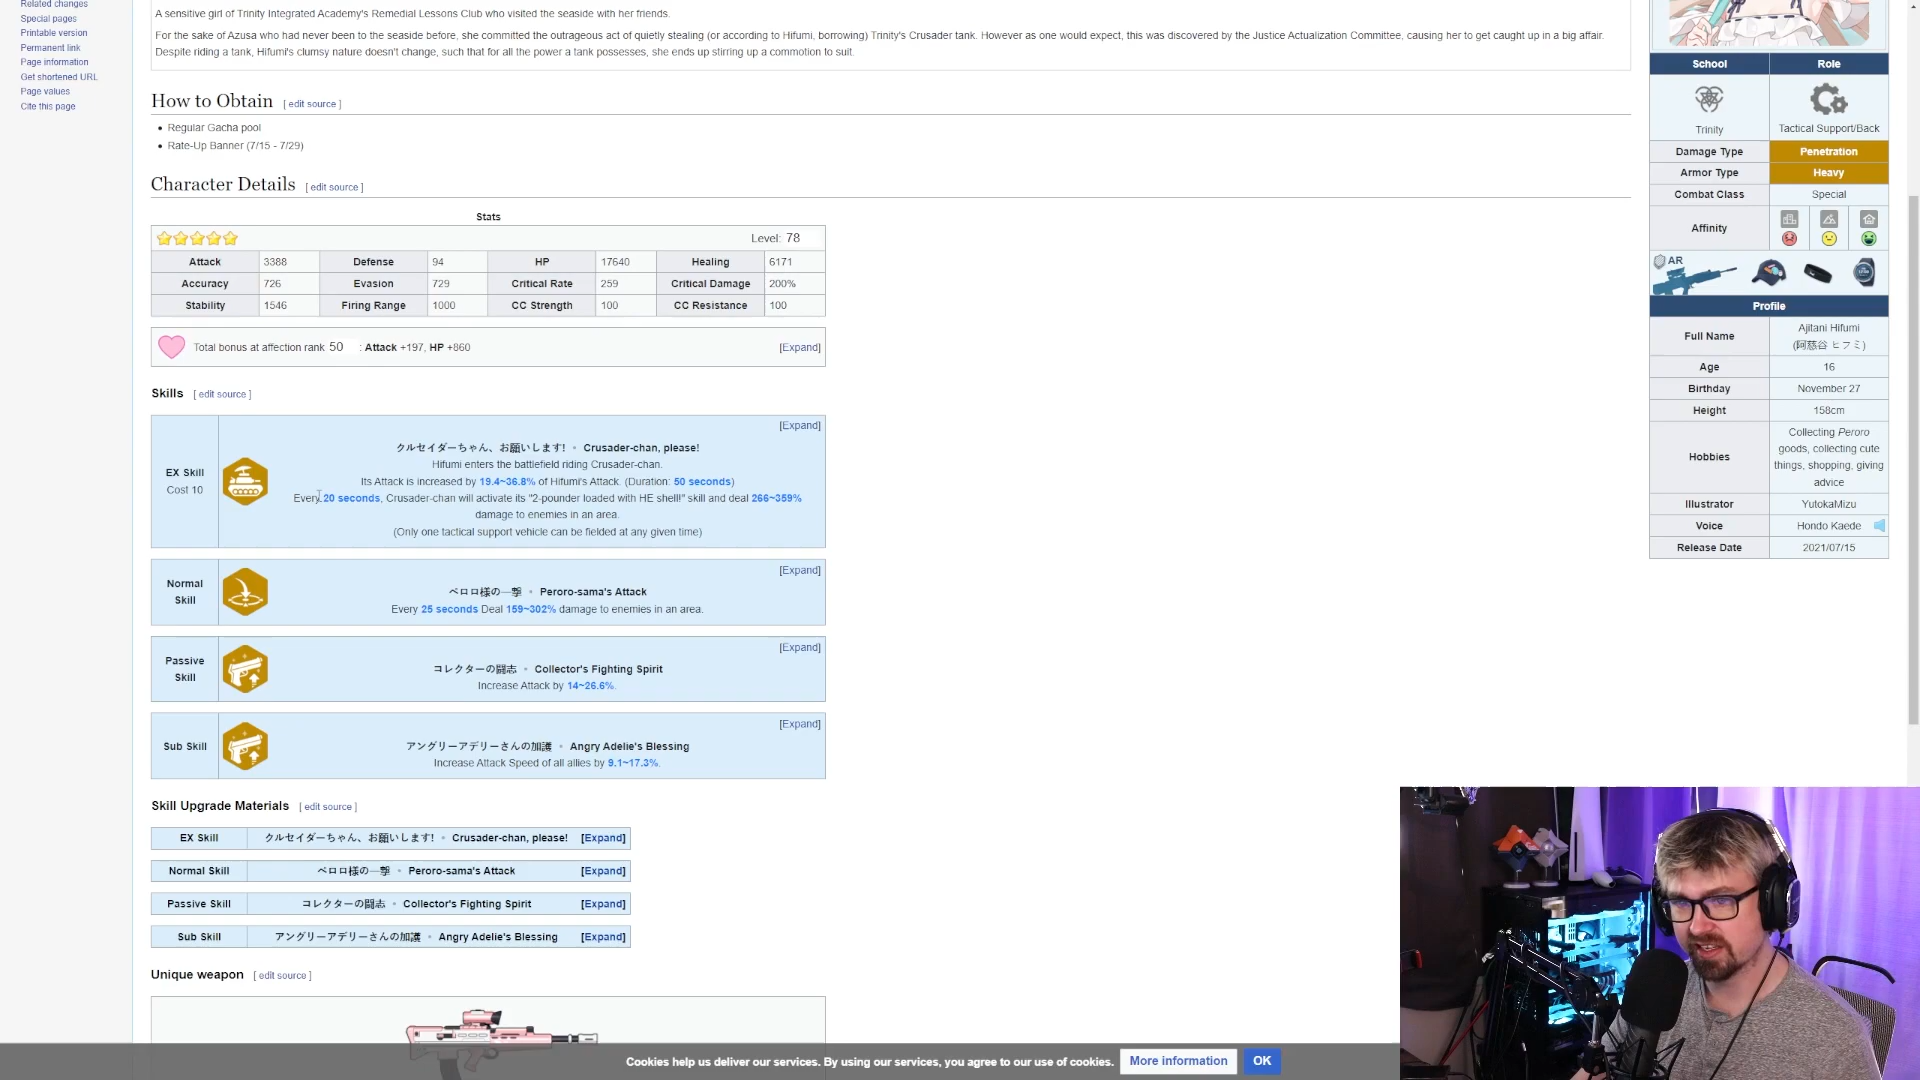 Related changes
Special pages
Printable version
Permanent link
Page information
Get shortened URL
Page values
Cite this page
A sensitive girl of Trinity Integrated Academy's Remedial Lessons Club who visited the seaside with her friends.
For the sake of Azusa who had never been to the seaside before, she committed the outrageous act of quietly stealing (or according to Hifumi, borrowing) Trinity's Crusader tank. However as one would expect, this was discovered by the Justice Actualization Committee, causing her to get caught up in a big affair.
Despite riding a tank, Hifumi's clumsy nature doesn't change, such that for all the power a tank possesses, she ends up stirring up a commotion to suit.
How to Obtain [ edit source ]
• Regular Gacha pool
• Rate-Up Banner (7/15 - 7/29)
Character Details [ edit source ]
Stats
Level: 78
Attack 3388 Defense 94 HP 17640 Healing 6171
Accuracy 726 Evasion 729 Critical Rate 259 Critical Damage 200%
Stability 1546 Firing Range 1000 CC Strength 100 CC Resistance 100
Total bonus at affection rank 50 : Attack +197, HP +860 [Expand]
Skills [ edit source ]
EX Skill
Cost 10
[Expand]
クルセイダーちゃん、お願いします! • Crusader-chan, please!
Hifumi enters the battlefield riding Crusader-chan.
Its Attack is increased by 19.4~36.8% of Hifumi's Attack. (Duration: 50 seconds)
Every 20 seconds, Crusader-chan will activate its "2-pounder loaded with HE shell!" skill and deal 266~359%
damage to enemies in an area.
(Only one tactical support vehicle can be fielded at any given time)
Normal
Skill
[Expand]
ペロロ様の一撃 • Peroro-sama's Attack
Every 25 seconds Deal 159~302% damage to enemies in an area.
Passive
Skill
[Expand]
コレクターの闘志 • Collector's Fighting Spirit
Increase Attack by 14~26.6%.
Sub Skill
[Expand]
アングリーアデリーさんの加護 • Angry Adelie's Blessing
Increase Attack Speed of all allies by 9.1~17.3%.
Skill Upgrade Materials [ edit source ]
EX Skill クルセイダーちゃん、お願いします! • Crusader-chan, please! [Expand]
Normal Skill ペロロ様の一撃 • Peroro-sama's Attack [Expand]
Passive Skill コレクターの闘志 • Collector's Fighting Spirit [Expand]
Sub Skill アングリーアデリーさんの加護 • Angry Adelie's Blessing [Expand]
Unique weapon [ edit source ]
School Role
Trinity Tactical Support/Back
Damage Type Penetration
Armor Type Heavy
Combat Class Special
Affinity
AR
Profile
Full Name Ajitani Hifumi
(阿慈谷 ヒフミ)
Age 16
Birthday November 27
Height 158cm
Hobbies Collecting Peroro
goods, collecting cute
things, shopping, giving
advice
Illustrator YutokaMizu
Voice Hondo Kaede
Release Date 2021/07/15
Cookies help us deliver our services. By using our services, you agree to our use of cookies. More information OK